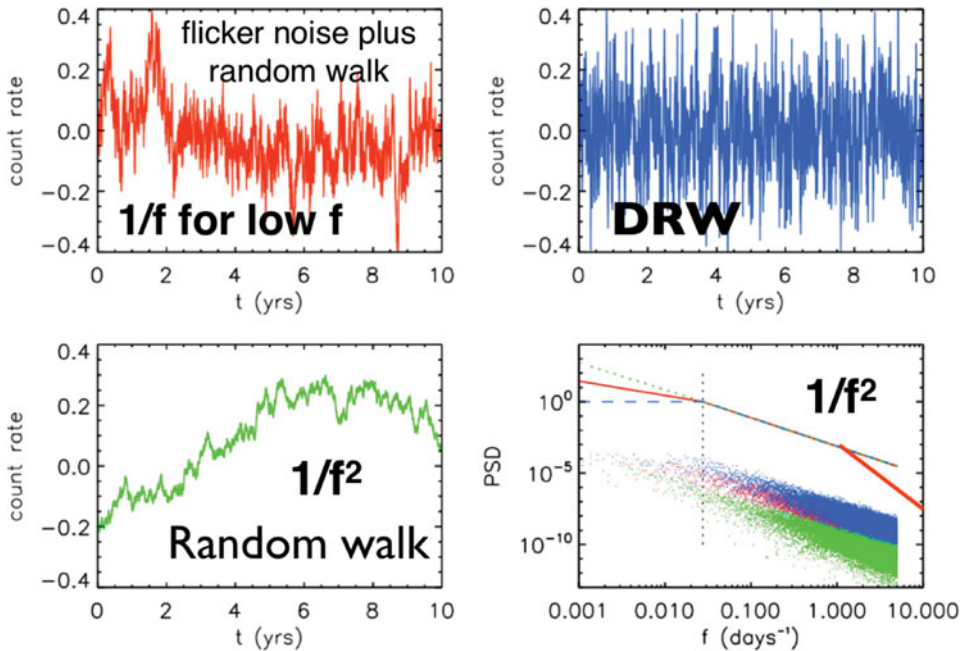 flicker noise plus
random walk
1/f for low f
count rate
0.4
0.2
0.0
-0.2
-0.4
0 2 4 6 8 10
t (yrs)
DRW
count rate
0.4
0.2
0.0
-0.2
-0.4
0 2 4 6 8 10
t (yrs)
1/f²
Random walk
count rate
0.4
0.2
0.0
-0.2
-0.4
0 2 4 6 8 10
t (yrs)
1/f²
PSD
10⁰
10⁻⁵
10⁻¹⁰
0.001 0.010 0.100 1.000 10.000
f (days⁻¹)